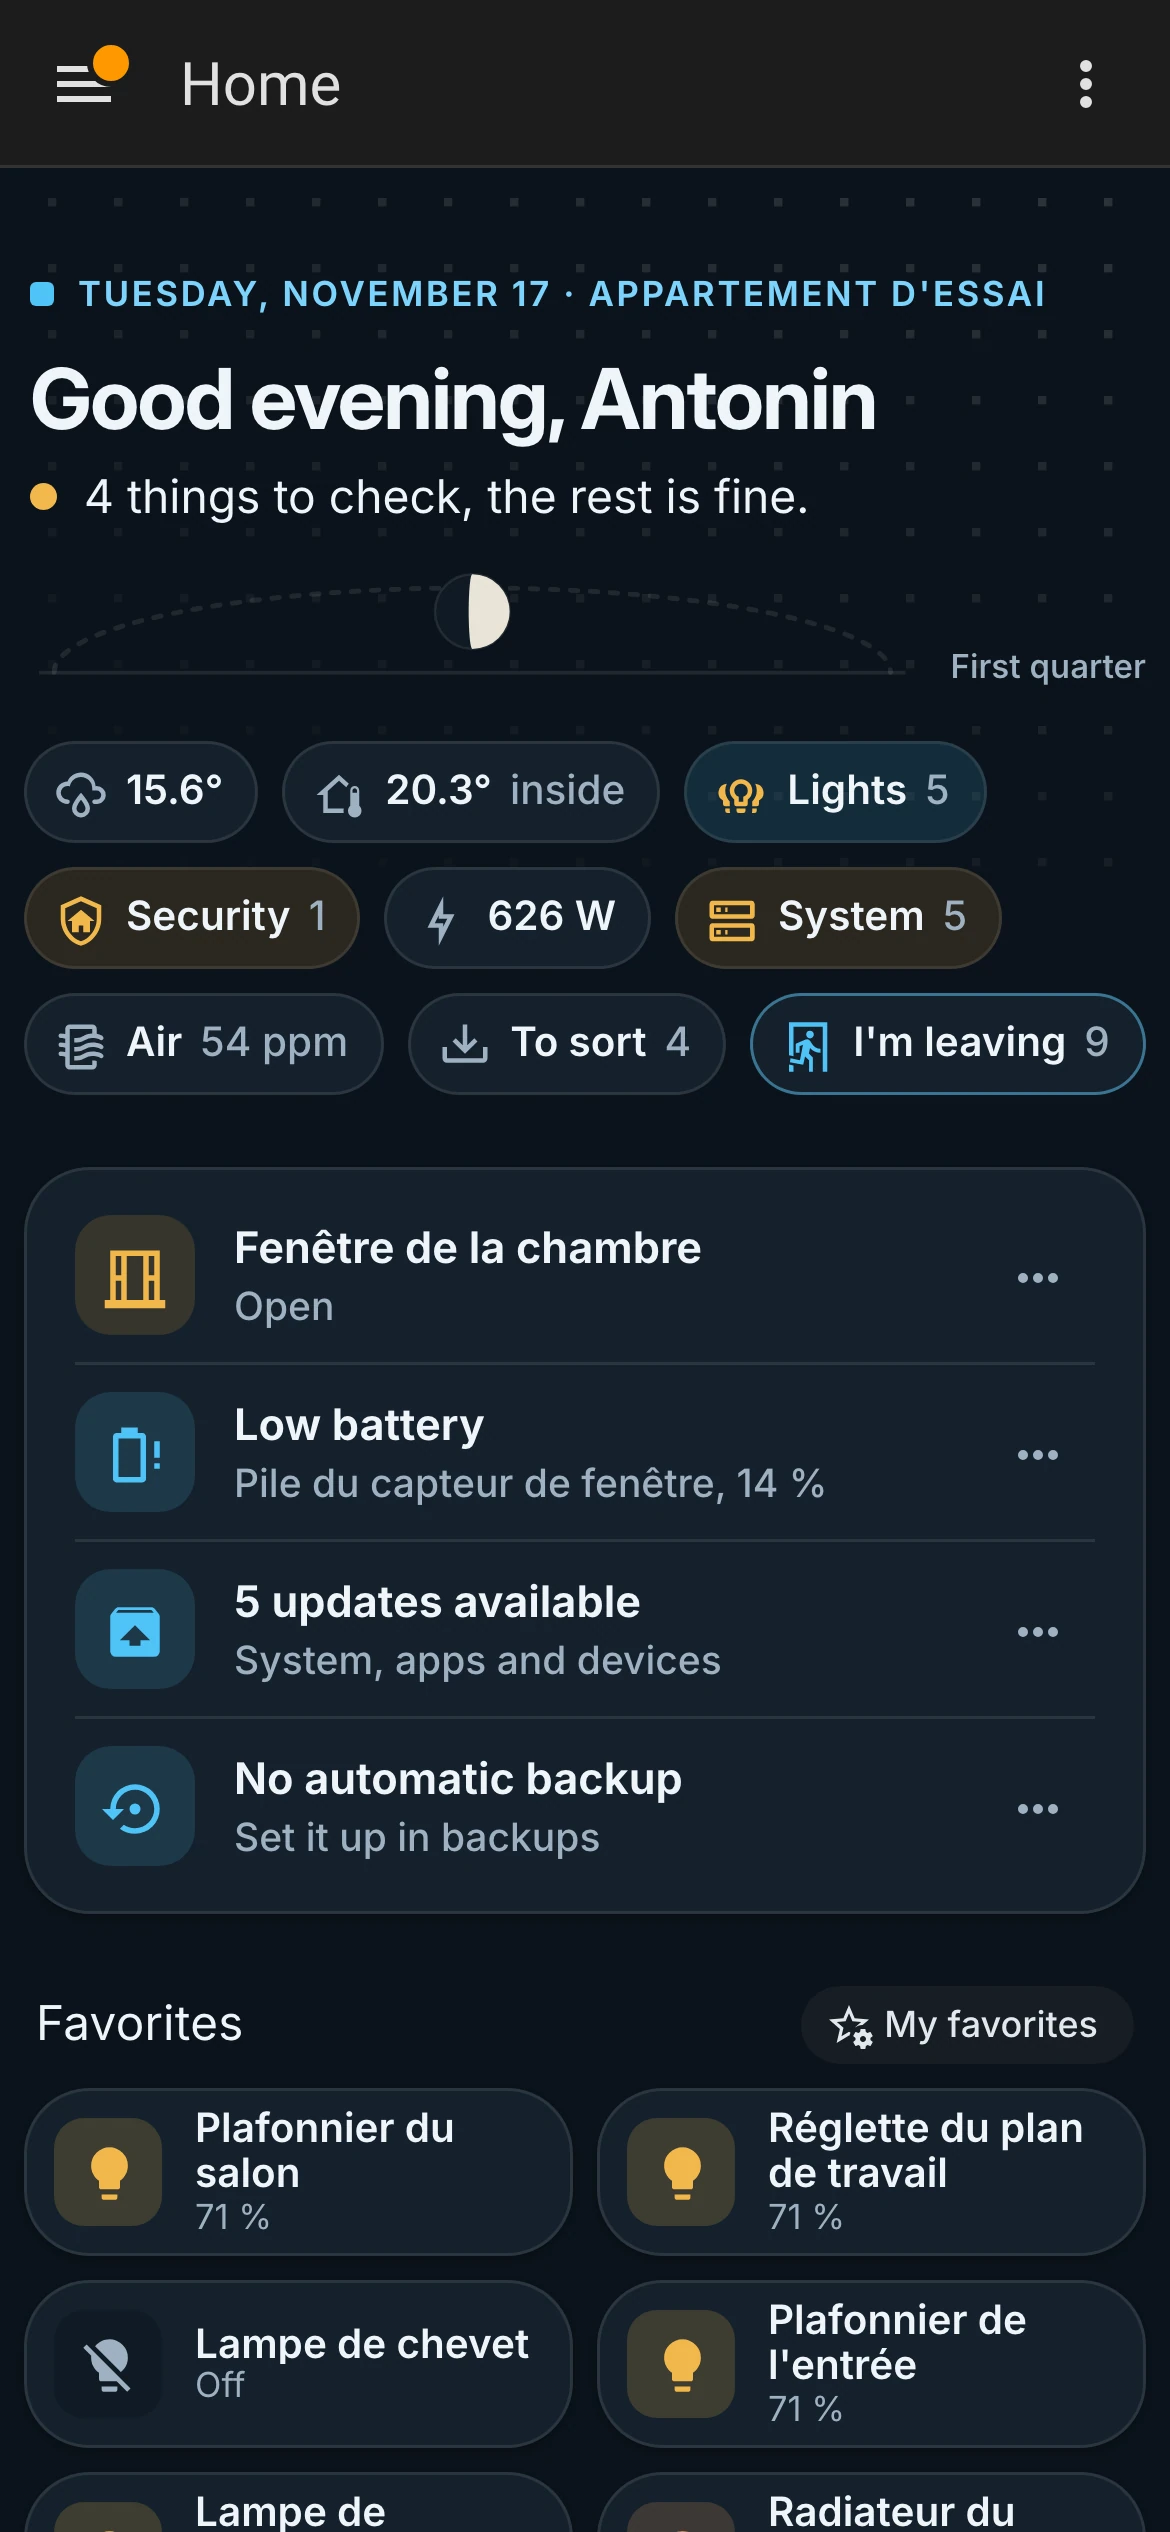 Home
TUESDAY, NOVEMBER 17 · APPARTEMENT D'ESSAI
Good evening, Antonin
4 things to check, the rest is fine.
First quarter
15.6°
20.3° inside
Lights 5
Security 1
626 W
System 5
Air 54 ppm
To sort 4
I'm leaving 9
Fenêtre de la chambre
Open
Low battery
Pile du capteur de fenêtre, 14 %
5 updates available
System, apps and devices
No automatic backup
Set it up in backups
Favorites
My favorites
Plafonnier du
salon
71 %
Réglette du plan
de travail
71 %
Lampe de chevet
Off
Plafonnier de
l'entrée
71 %
Lampe de
Radiateur du